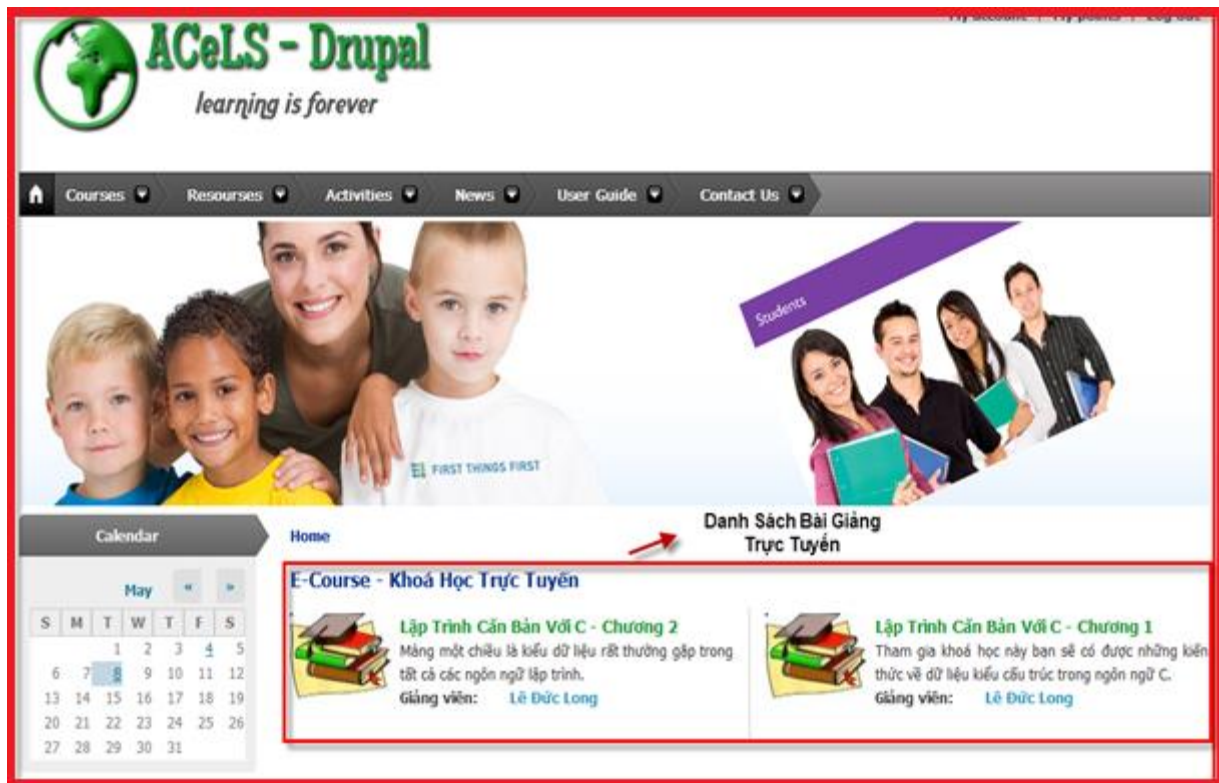 My account | My points | Log out
ACeLS - Drupal
learning is forever
Courses
Resourses
Activities
News
User Guide
Contact Us
Students
FIRST THINGS FIRST
Calendar
May « »
S M T W T F S
1 2 3 4 5
6 7 8 9 10 11 12
13 14 15 16 17 18 19
20 21 22 23 24 25 26
27 28 29 30 31
Home
Danh Sách Bài Giảng
Trực Tuyến
E-Course - Khoá Học Trực Tuyến
Lập Trình Căn Bản Với C - Chương 2
Mảng một chiều là kiểu dữ liệu rất thường gặp trong
tất cả các ngôn ngữ lập trình.
Giảng viên: Lê Đức Long
Lập Trình Căn Bản Với C - Chương 1
Tham gia khoá học này bạn sẽ có được những kiến
thức về dữ liệu kiểu cấu trúc trong ngôn ngữ C.
Giảng viên: Lê Đức Long